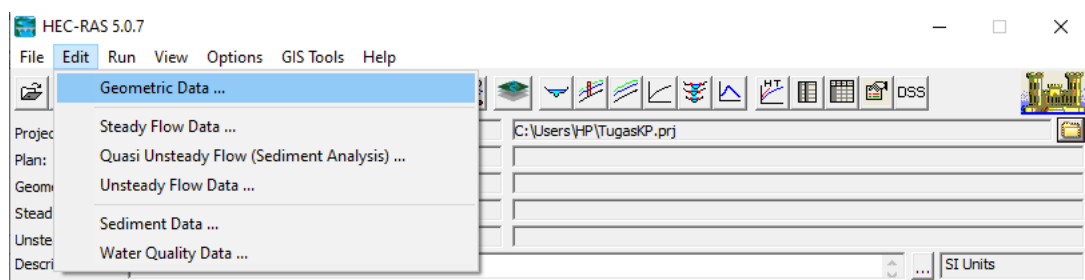 HEC-RAS 5.0.7
File Edit Run View Options GIS Tools Help
Geometric Data ...
HT
DSS
Steady Flow Data ...
Projec
C:\Users\HP\TugasKP.prj
Quasi Unsteady Flow (Sediment Analysis) ...
Plan:
Unsteady Flow Data ...
Geom
Stead
Sediment Data ...
Unste
Water Quality Data ...
Descri
... SI Units